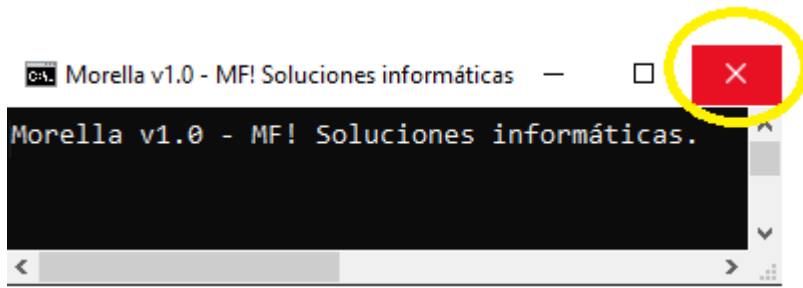 Morella v1.0 - MF! Soluciones informáticas
Morella v1.0 - MF! Soluciones informáticas.